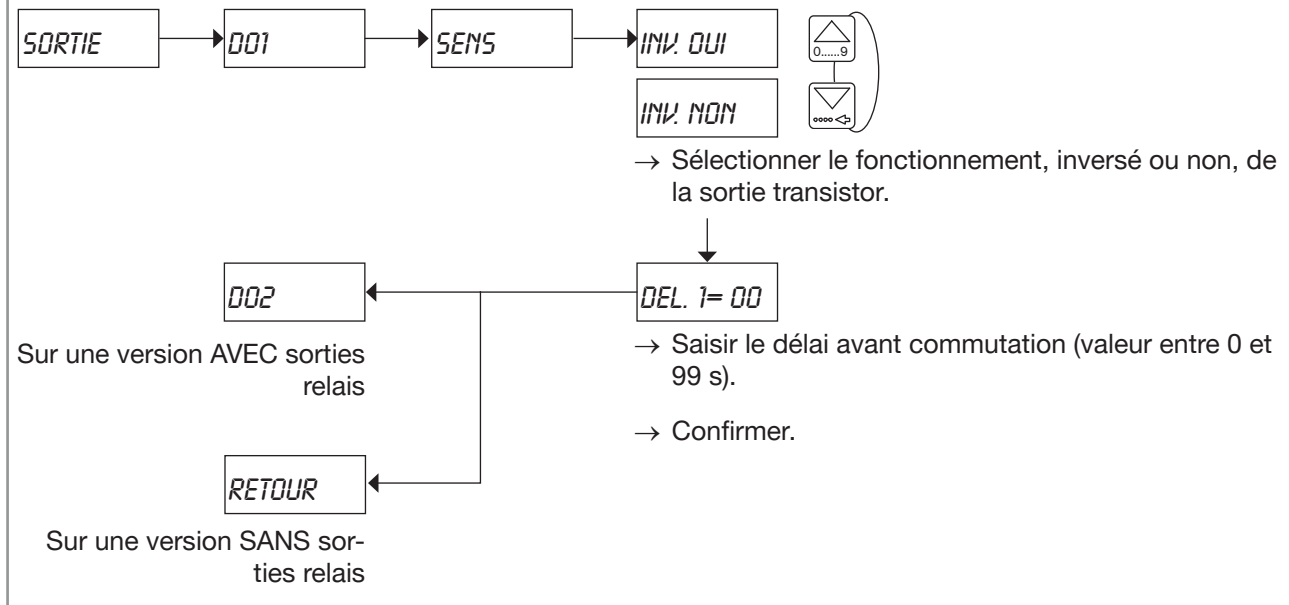 SORTIE
DO1
SENS
INV. OUI
0......9
INV. NON
→ Sélectionner le fonctionnement, inversé ou non, de
la sortie transistor.
DO2
DEL. 1= 00
Sur une version AVEC sorties
relais
→ Saisir le délai avant commutation (valeur entre 0 et
99 s).
→ Confirmer.
RETOUR
Sur une version SANS sor-
ties relais